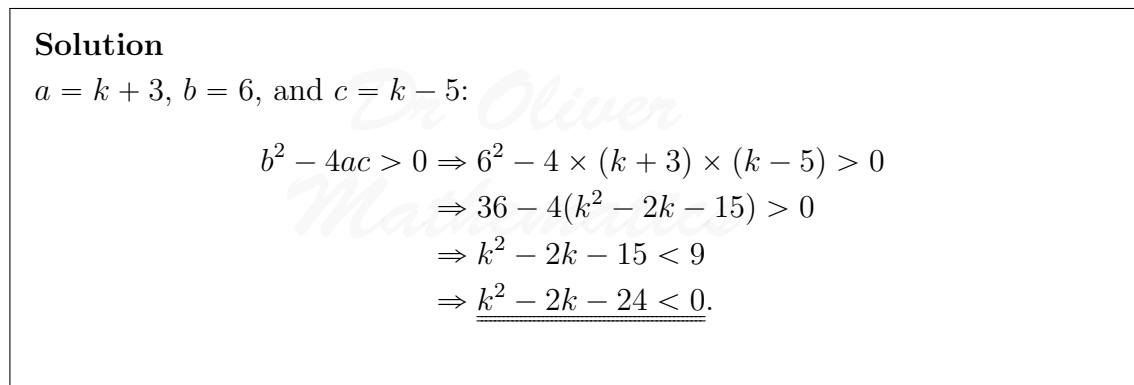 Solution
a = k + 3, b = 6, and c = k − 5:
Dr Oliver
b² − 4ac > 0 ⇒ 6² − 4 × (k + 3) × (k − 5) > 0
Mathematics
⇒ 36 − 4(k² − 2k − 15) > 0
⇒ k² − 2k − 15 < 9
⇒ k² − 2k − 24 < 0.